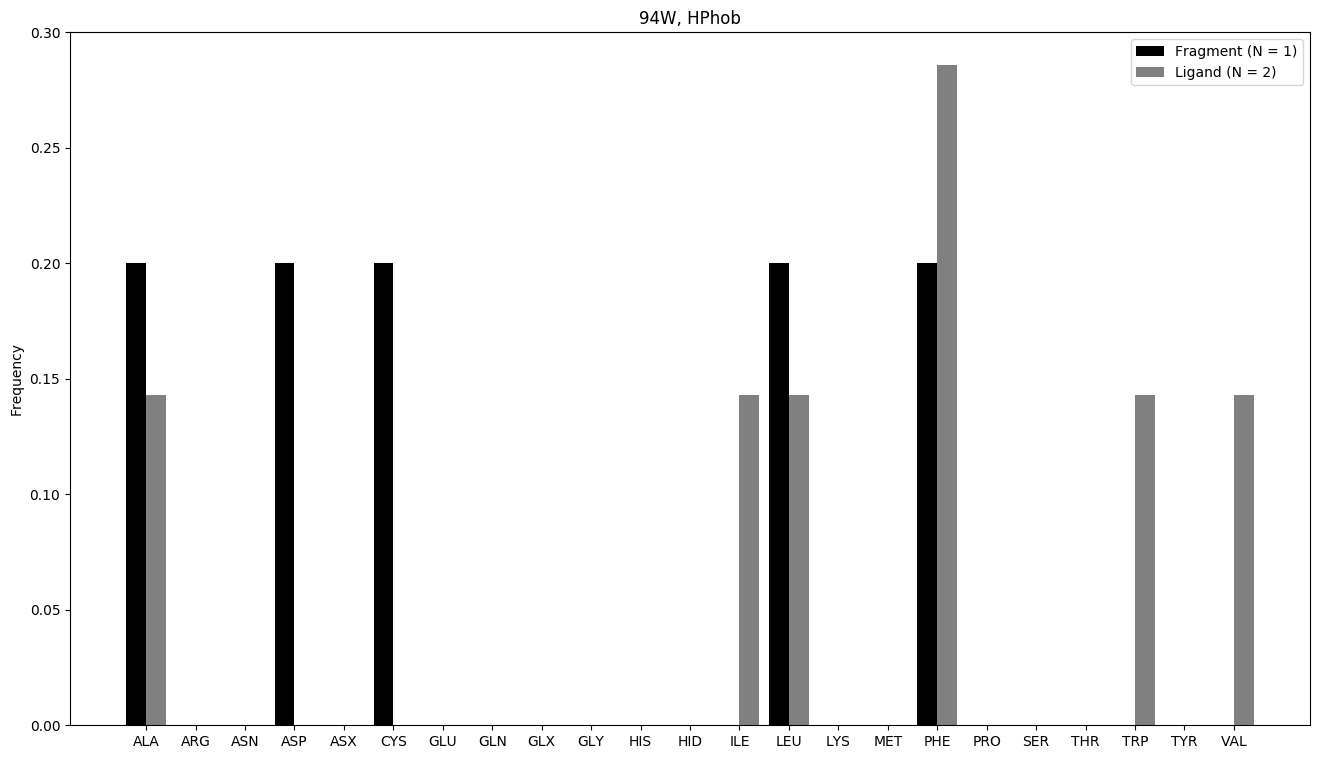 94W, HPhob
Fragment (N = 1)
Ligand (N = 2)
Frequency
0.30
0.25
0.20
0.15
0.10
0.05
0.00
ALA ARG ASN ASP ASX CYS GLU GLN GLX GLY HIS HID ILE LEU LYS MET PHE PRO SER THR TRP TYR VAL